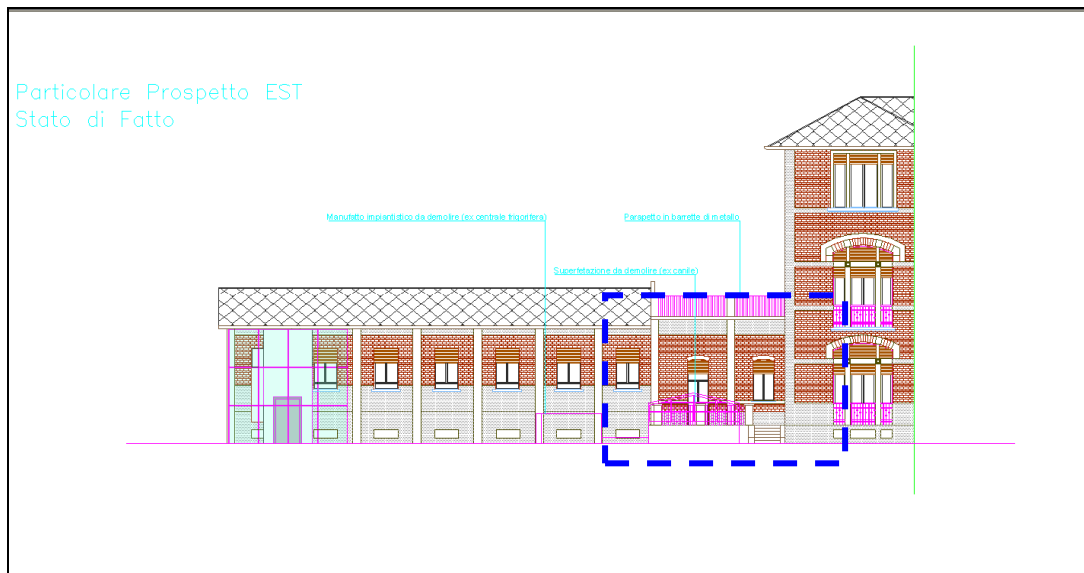 Particolare Prospetto EST
Stato di Fatto
Manufatto impiantistico da demolire (ex centrale frigorifera)
Parapetto in barrette di metallo
Superfetazione da demolire (ex canile)